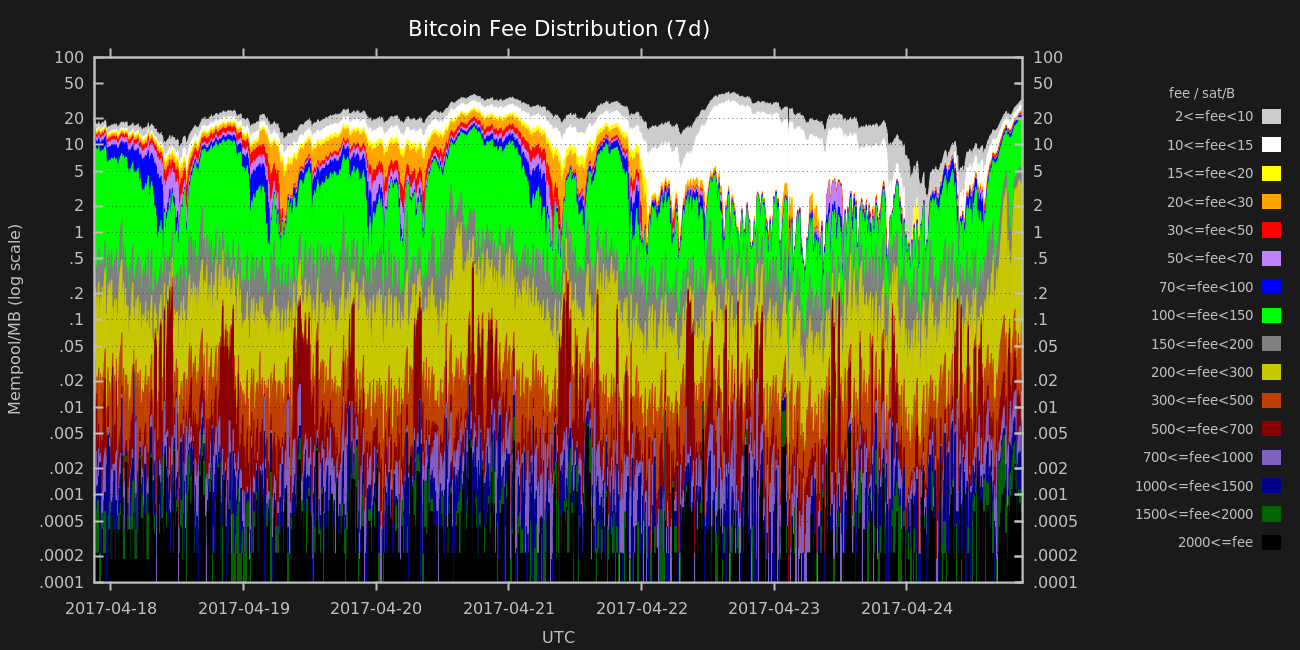 Bitcoin Fee Distribution (7d)
Mempool/MB (log scale)
100
50
20
10
5
2
1
.5
.2
.1
.05
.02
.01
.005
.002
.001
.0005
.0002
.0001
100
50
20
10
5
2
1
.5
.2
.1
.05
.02
.01
.005
.002
.001
.0005
.0002
.0001
2017-04-18 2017-04-19 2017-04-20 2017-04-21 2017-04-22 2017-04-23 2017-04-24
UTC
fee / sat/B
2<=fee<10
10<=fee<15
15<=fee<20
20<=fee<30
30<=fee<50
50<=fee<70
70<=fee<100
100<=fee<150
150<=fee<200
200<=fee<300
300<=fee<500
500<=fee<700
700<=fee<1000
1000<=fee<1500
1500<=fee<2000
2000<=fee